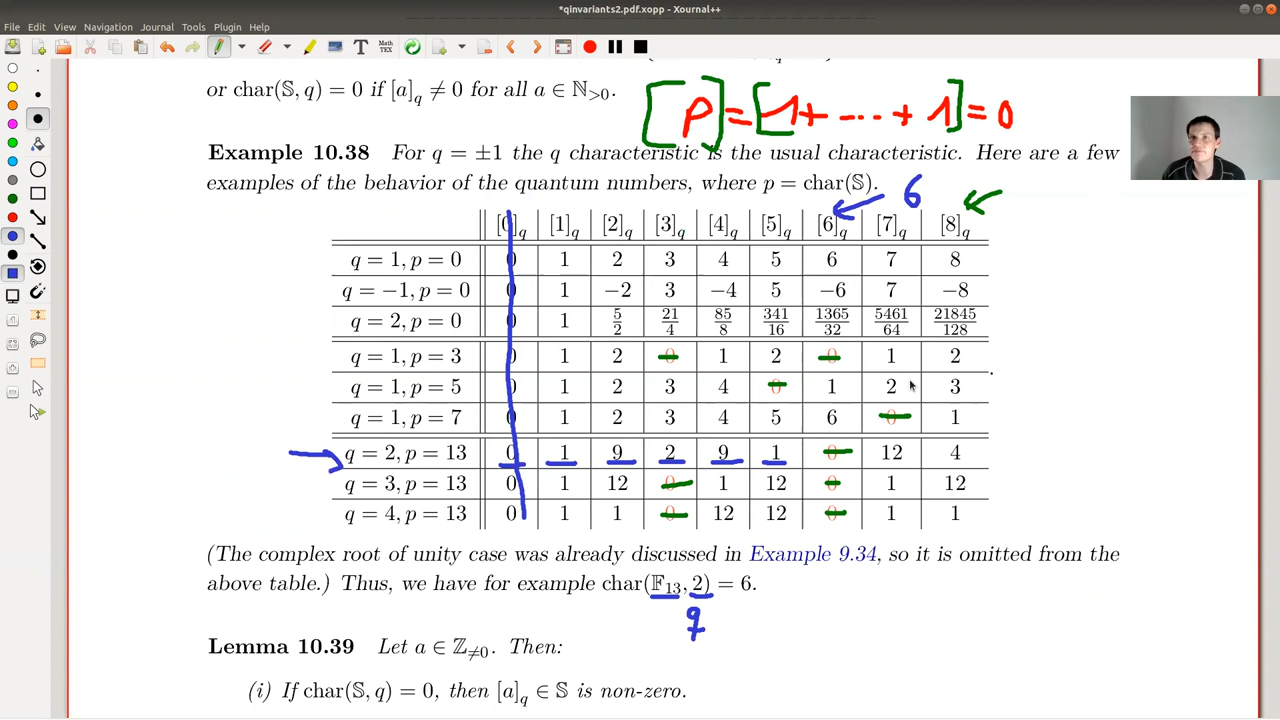 *qinvariants2.pdf.xopp - Xournal++
File Edit View Navigation Journal Tools Plugin Help
or char(𝕊, q) = 0 if [a]_q ≠ 0 for all a ∈ ℕ_{>0}.
[P]=[1+ ... + 1]=0
Example 10.38 For q = ±1 the q characteristic is the usual characteristic. Here are a few
examples of the behavior of the quantum numbers, where p = char(𝕊).
6
[0]_q [1]_q [2]_q [3]_q [4]_q [5]_q [6]_q [7]_q [8]_q
q = 1, p = 0 0 1 2 3 4 5 6 7 8
q = −1, p = 0 0 1 −2 3 −4 5 −6 7 −8
q = 2, p = 0 0 1 5/2 21/4 85/8 341/16 1365/32 5461/64 21845/128
q = 1, p = 3 0 1 2 0 1 2 0 1 2
q = 1, p = 5 0 1 2 3 4 0 1 2 3
q = 1, p = 7 0 1 2 3 4 5 6 0 1
q = 2, p = 13 0 1 9 2 9 1 0 12 4
q = 3, p = 13 0 1 12 0 1 12 0 1 12
q = 4, p = 13 0 1 1 0 12 12 0 1 1
.
(The complex root of unity case was already discussed in Example 9.34, so it is omitted from the
above table.) Thus, we have for example char(𝔽_13, 2) = 6.
q
Lemma 10.39 Let a ∈ ℤ_{≠0}. Then:
(i) If char(𝕊, q) = 0, then [a]_q ∈ 𝕊 is non-zero.